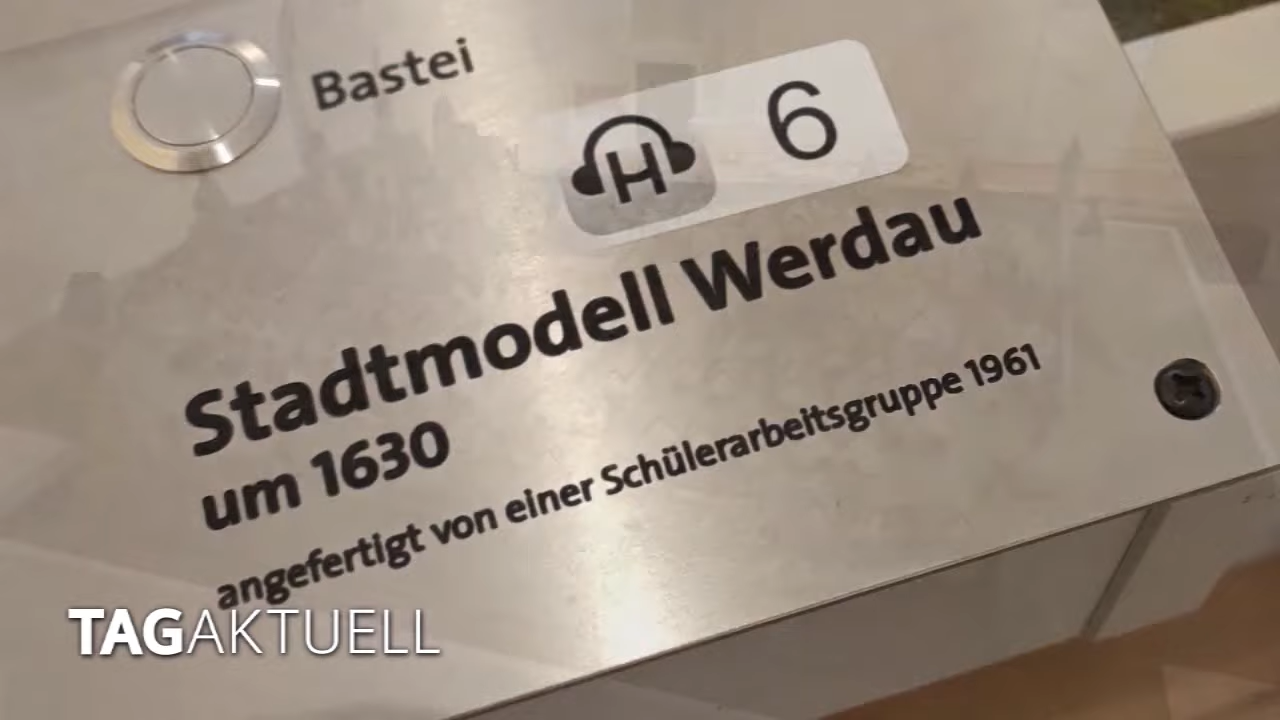 Bastei
H 6
Stadtmodell Werdau
um 1630
angefertigt von einer Schülerarbeitsgruppe 1961
TAGAKTUELL